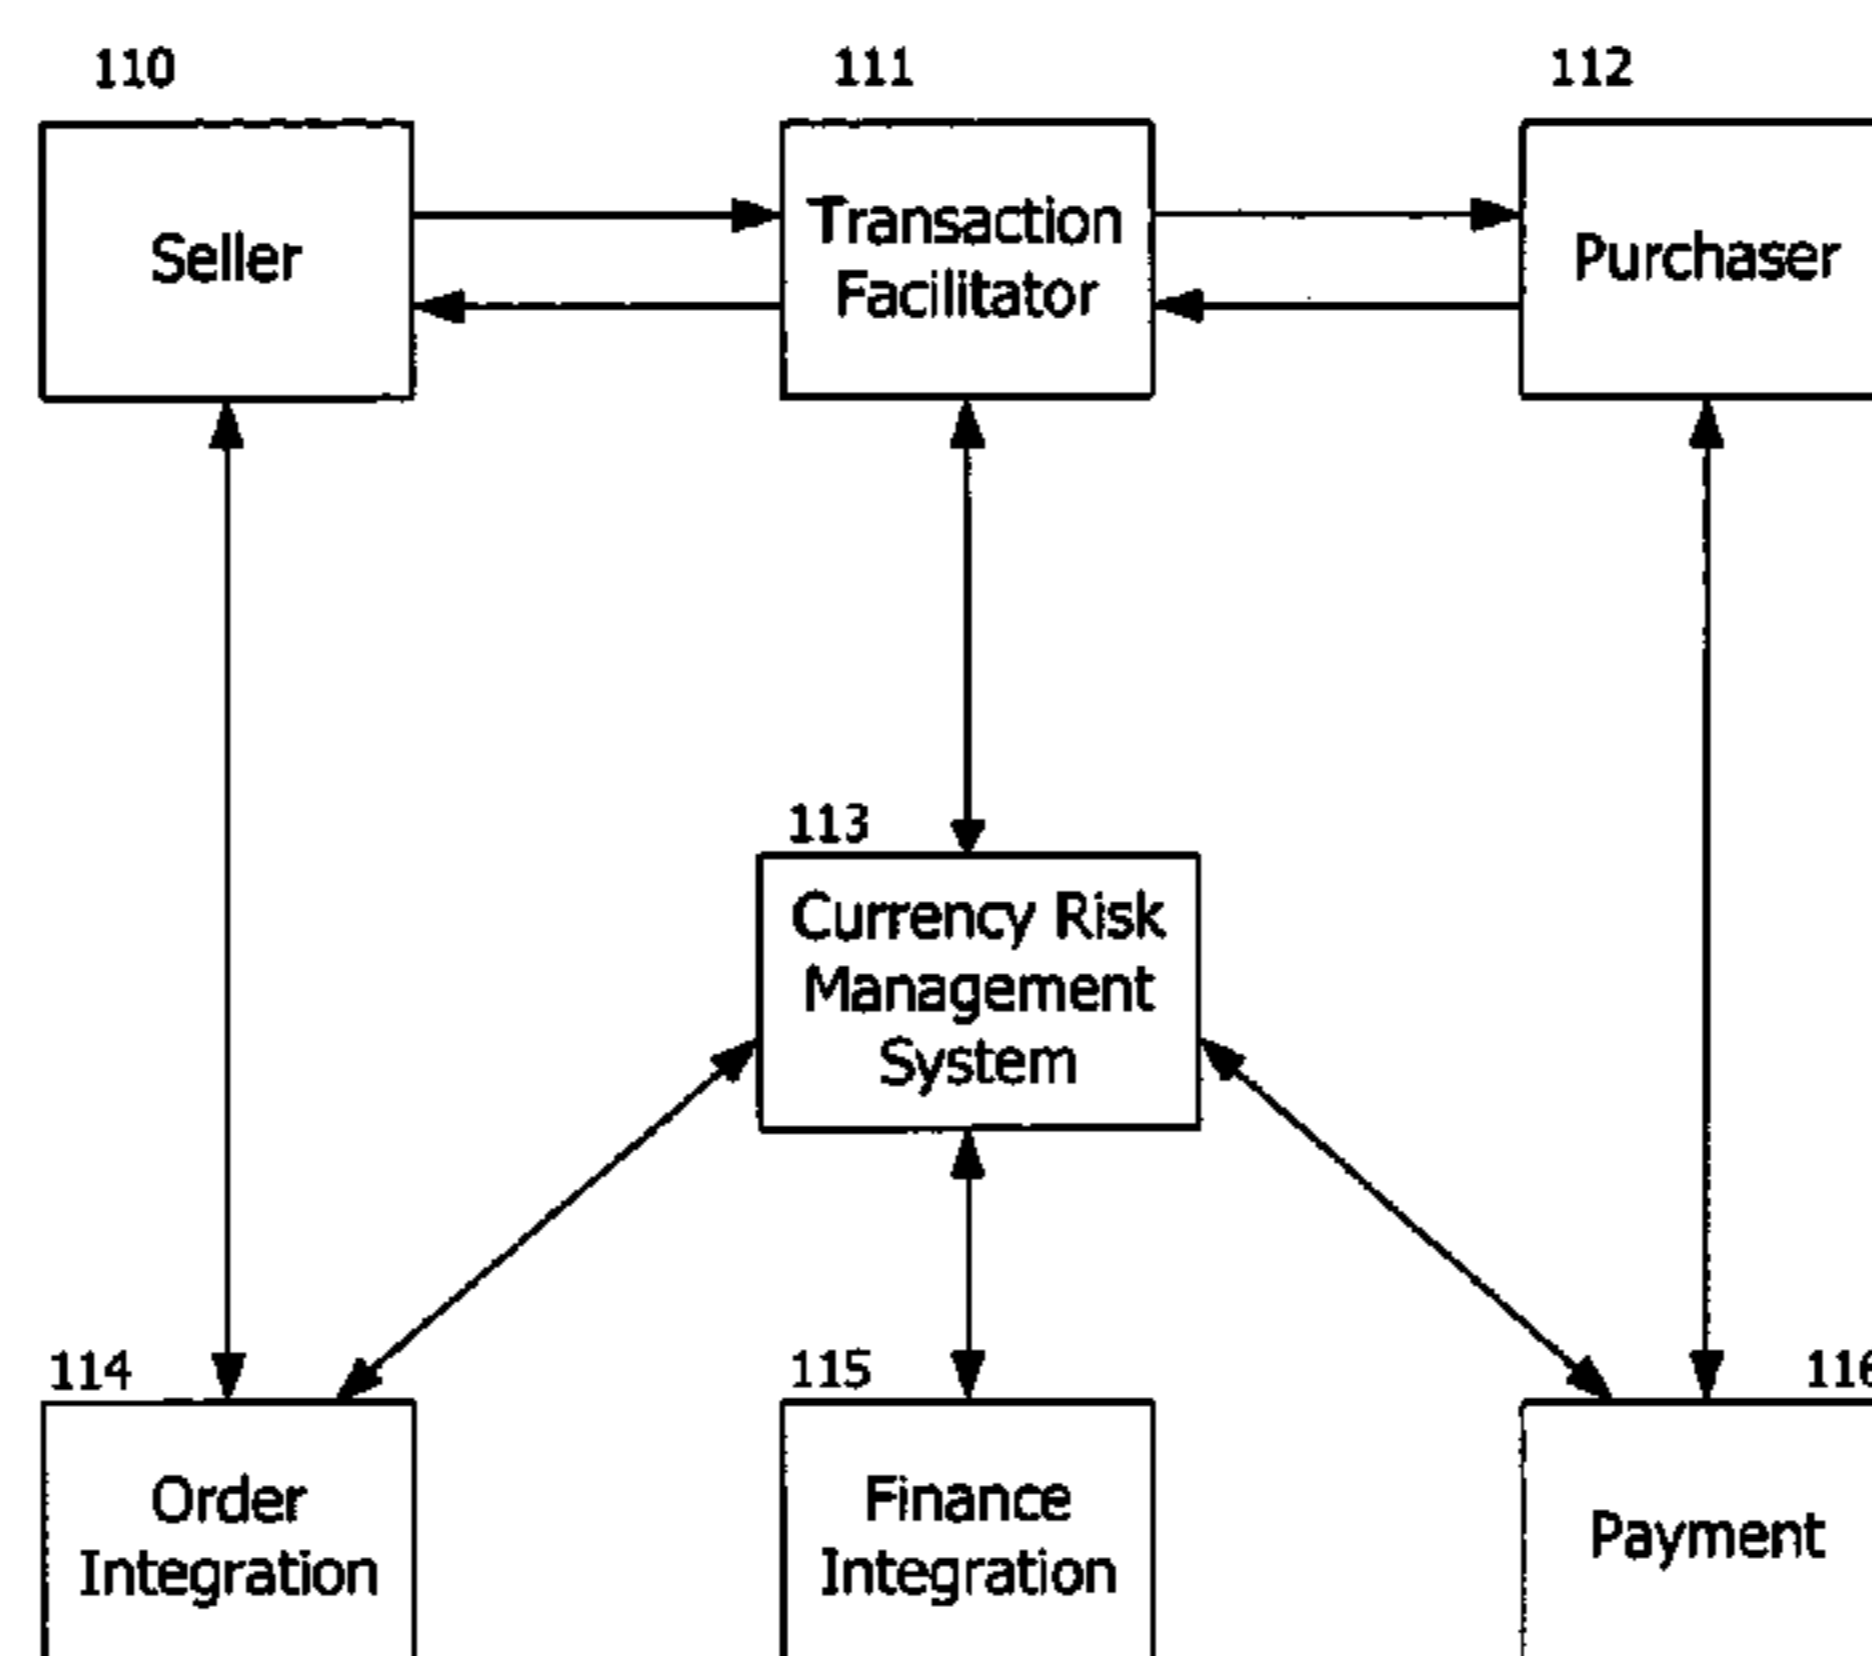 110
111
112
Seller
Transaction
Facilitator
Purchaser
113
Currency Risk
Management
System
114
115
116
Order
Integration
Finance
Integration
Payment